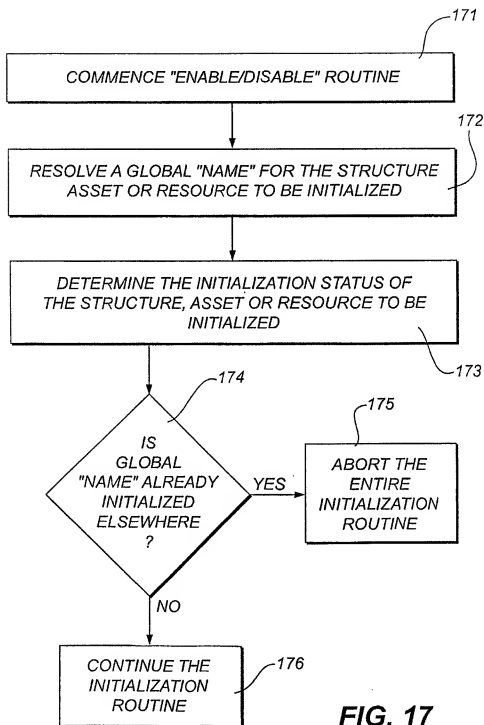 171
COMMENCE "ENABLE/DISABLE" ROUTINE
172
RESOLVE A GLOBAL "NAME" FOR THE STRUCTURE
ASSET OR RESOURCE TO BE INITIALIZED
DETERMINE THE INITIALIZATION STATUS OF
THE STRUCTURE, ASSET OR RESOURCE TO BE
INITIALIZED
173
174
IS
GLOBAL
"NAME" ALREADY
INITIALIZED
ELSEWHERE
?
YES
175
ABORT THE
ENTIRE
INITIALIZATION
ROUTINE
NO
CONTINUE THE
INITIALIZATION
ROUTINE
176
FIG. 17